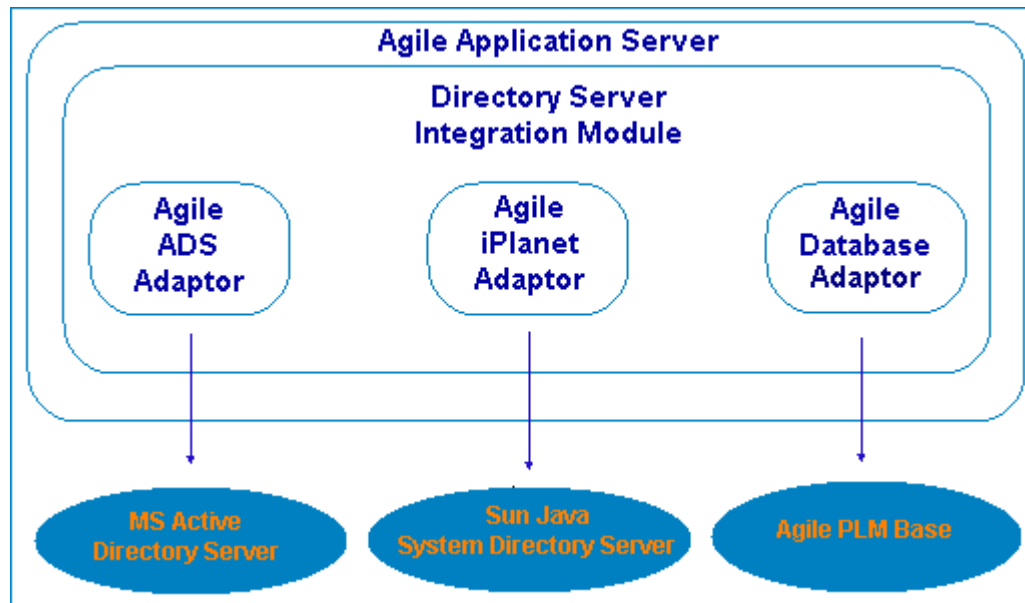 Agile Application Server
Directory Server
Integration Module
Agile
ADS
Adaptor
Agile
iPlanet
Adaptor
Agile
Database
Adaptor
MS Active
Directory Server
Sun Java
System Directory Server
Agile PLM Base